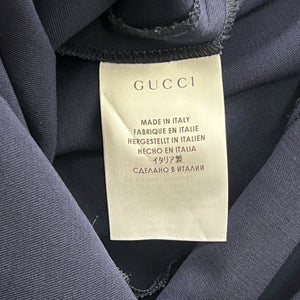 GUCCI
MADE IN ITALY
FABRIQUE EN ITALIE
HERGESTELLT IN ITALIEN
HECHO EN ITALIA
イタリア製
СДЕЛАНО В ИТАЛИИ